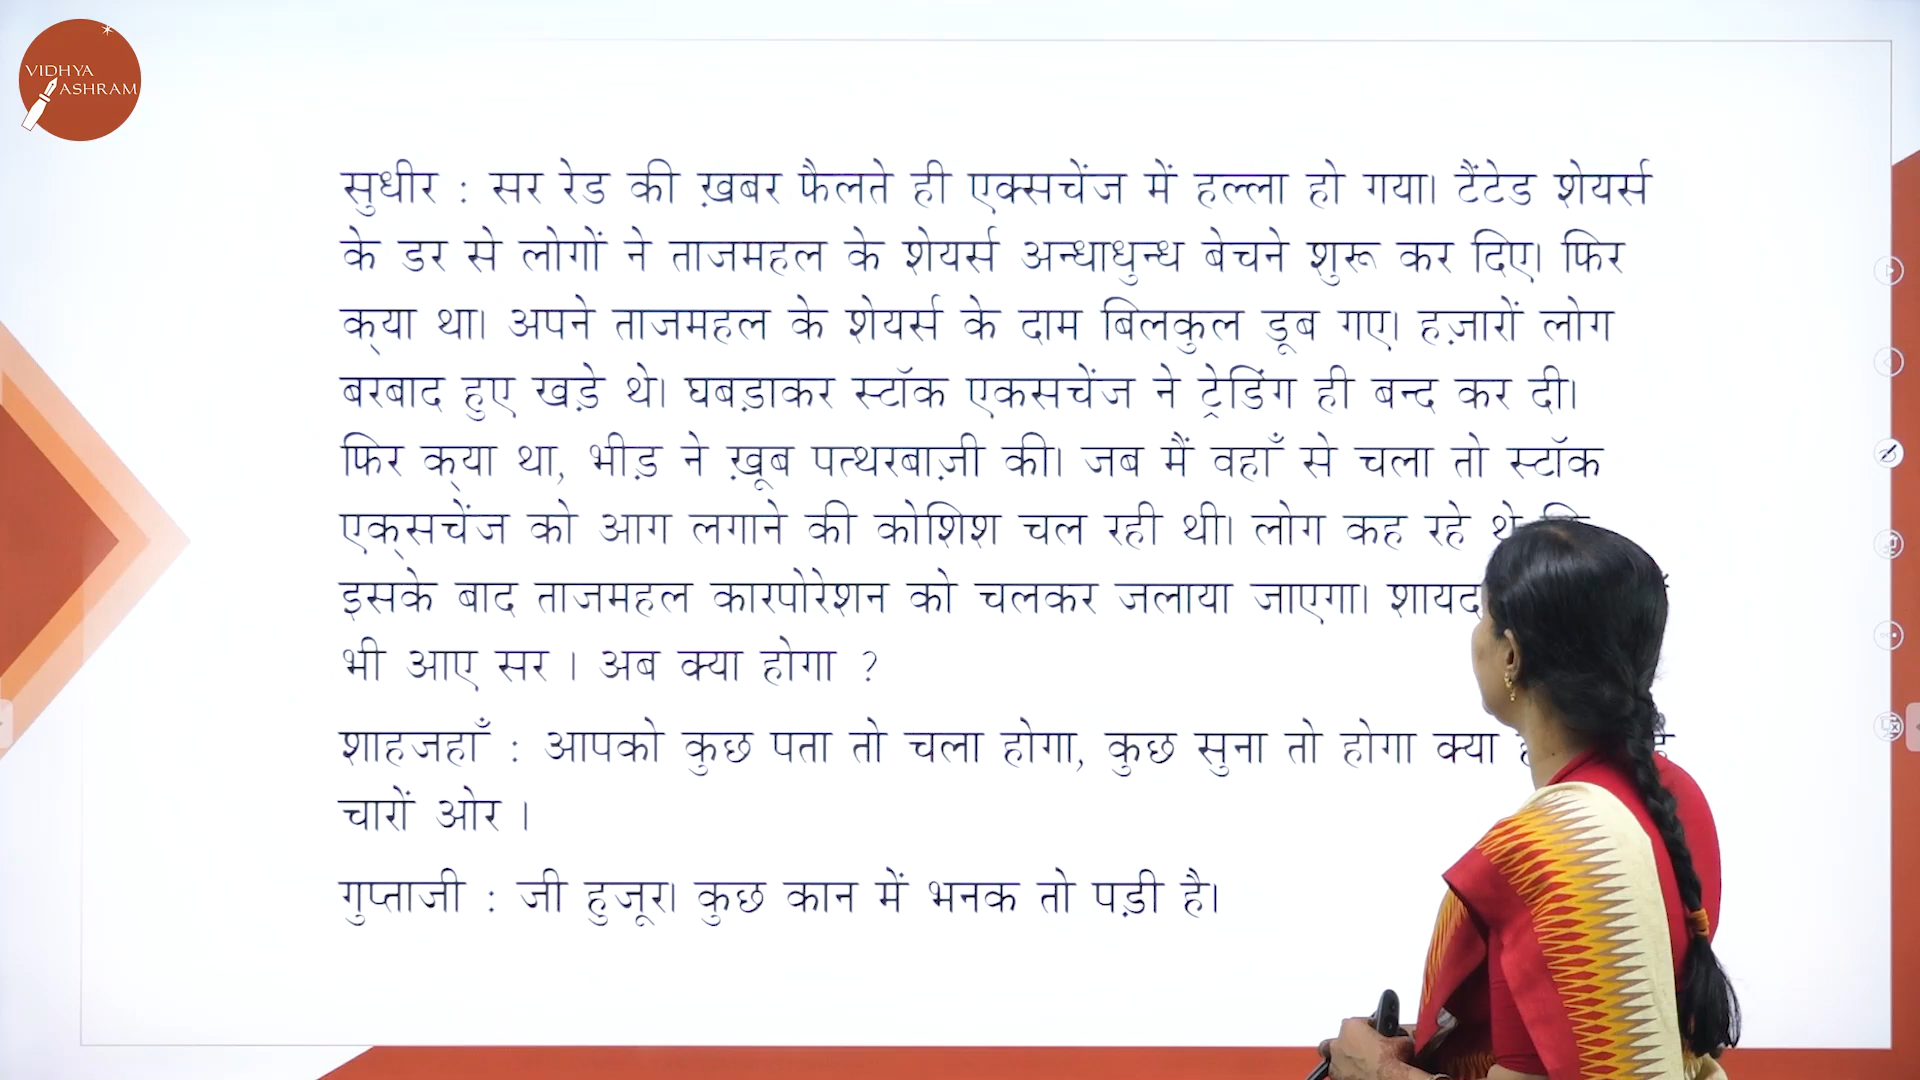 VIDHYA
ASHRAM
सुधीर : सर रेड की ख़बर फैलते ही एक्सचेंज में हल्ला हो गया। टैंटेड शेयर्स
के डर से लोगों ने ताजमहल के शेयर्स अन्धाधुन्ध बेचने शुरू कर दिए। फिर
क्‌या था। अपने ताजमहल के शेयर्स के दाम बिलकुल डूब गए। हज़ारों लोग
बरबाद हुए खड़े थे। घबड़ाकर स्टॉक एकसचेंज ने ट्रेडिंग ही बन्द कर दी।
फिर क्‌या था, भीड़ ने ख़ूब पत्थरबाज़ी की। जब मैं वहाँ से चला तो स्टॉक
एक्‌सचेंज को आग लगाने की कोशिश चल रही थी। लोग कह रहे थे
इसके बाद ताजमहल कारपोरेशन को चलकर जलाया जाएगा। शायद
भी आए सर । अब क्या होगा ?
शाहजहाँ : आपको कुछ पता तो चला होगा, कुछ सुना तो होगा क्या
चारों ओर ।
गुप्ताजी : जी हुजूर। कुछ कान में भनक तो पड़ी है।